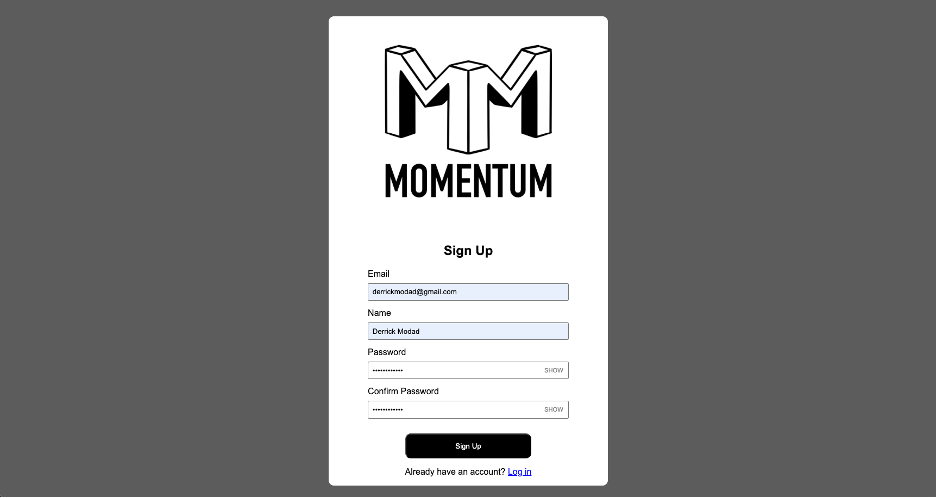 MOMENTUM
Sign Up
Email
derrickmodad@gmail.com
Name
Derrick Modad
Password
•••••••••••• SHOW
Confirm Password
•••••••••••• SHOW
Sign Up
Already have an account? Log in